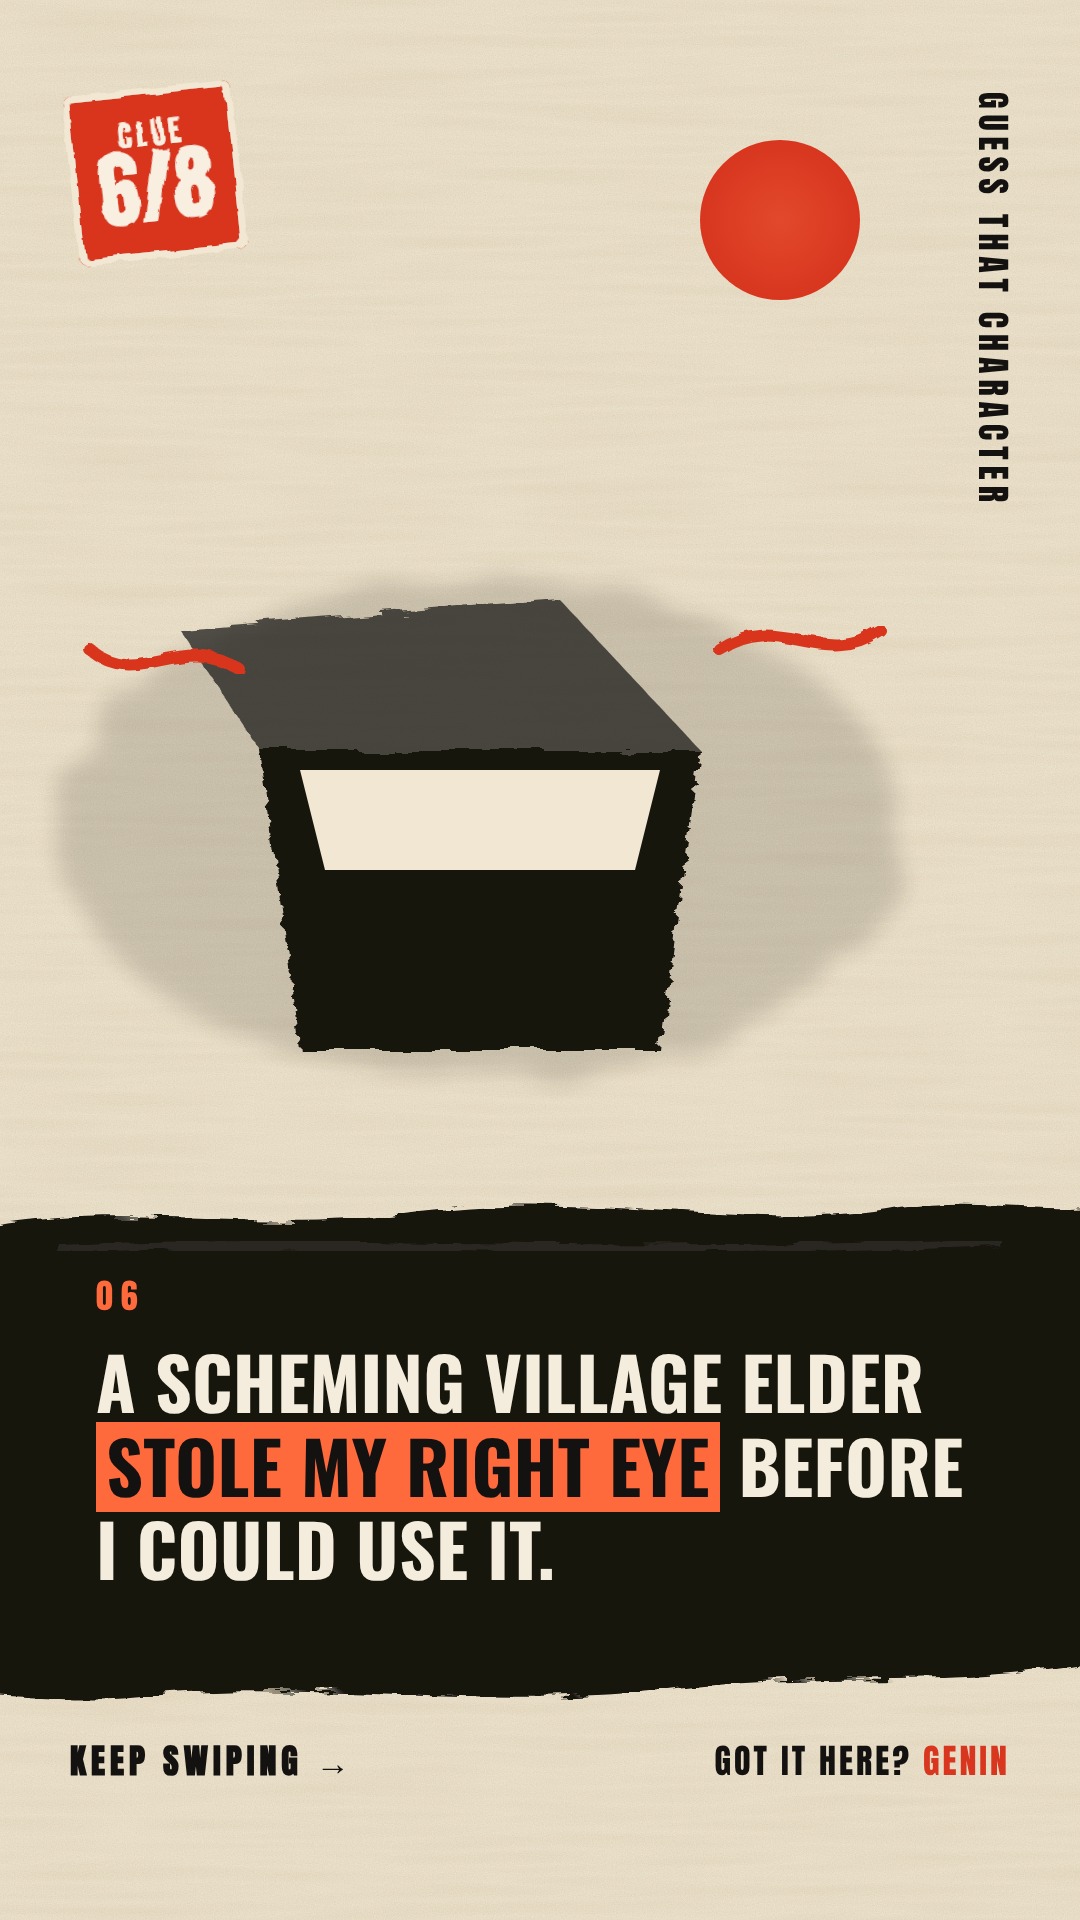 CLUE
6/8
GUESS THAT CHARACTER
06
A SCHEMING VILLAGE ELDER
STOLE MY RIGHT EYE BEFORE
I COULD USE IT.
KEEP SWIPING →
GOT IT HERE? GENIN